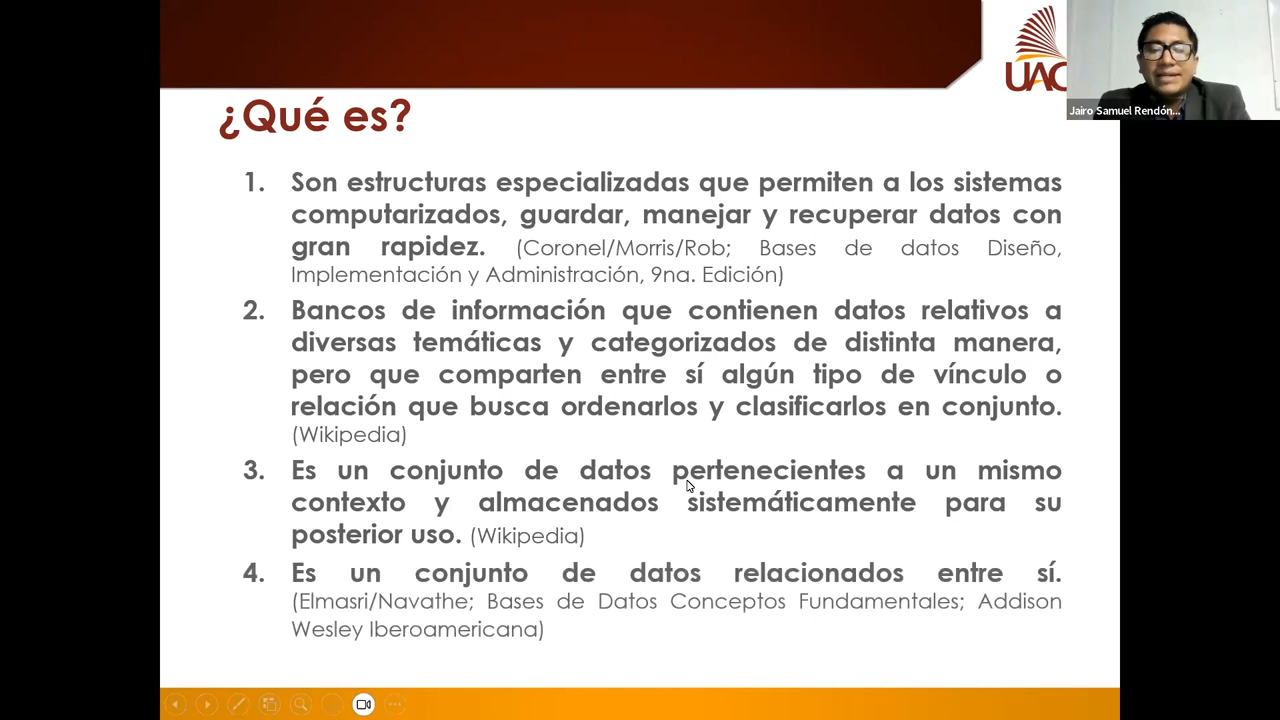 UAC
Jairo Samuel Rendón...
¿Qué es?
1. Son estructuras especializadas que permiten a los sistemas
computarizados, guardar, manejar y recuperar datos con
gran rapidez. (Coronel/Morris/Rob; Bases de datos Diseño,
Implementación y Administración, 9na. Edición)
2. Bancos de información que contienen datos relativos a
diversas temáticas y categorizados de distinta manera,
pero que comparten entre sí algún tipo de vínculo o
relación que busca ordenarlos y clasificarlos en conjunto.
(Wikipedia)
3. Es un conjunto de datos pertenecientes a un mismo
contexto y almacenados sistemáticamente para su
posterior uso. (Wikipedia)
4. Es un conjunto de datos relacionados entre sí.
(Elmasri/Navathe; Bases de Datos Conceptos Fundamentales; Addison
Wesley Iberoamericana)